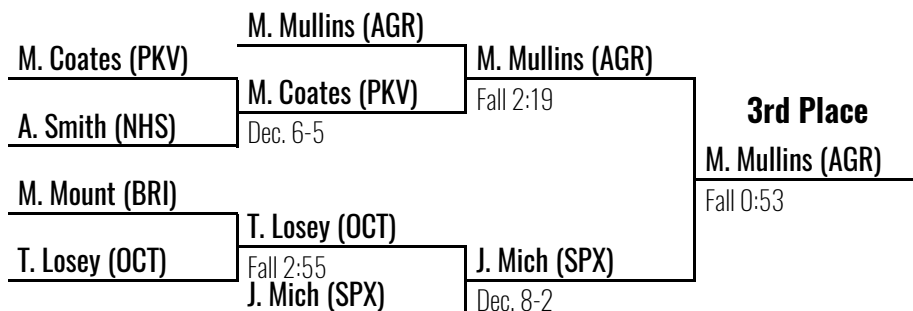 M. Mullins (AGR)
M. Coates (PKV)
M. Mullins (AGR)
M. Coates (PKV)
Fall 2:19
3rd Place
A. Smith (NHS)
Dec. 6-5
M. Mullins (AGR)
M. Mount (BRI)
Fall 0:53
T. Losey (OCT)
T. Losey (OCT)
Fall 2:55
J. Mich (SPX)
J. Mich (SPX)
Dec. 8-2